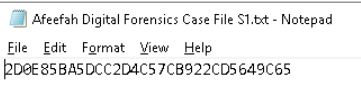 Afeefah Digital Forensics Case File S1.txt - Notepad
File Edit Format View Help
2D0E85BA5DCC2D4C57CB922CD5649C65